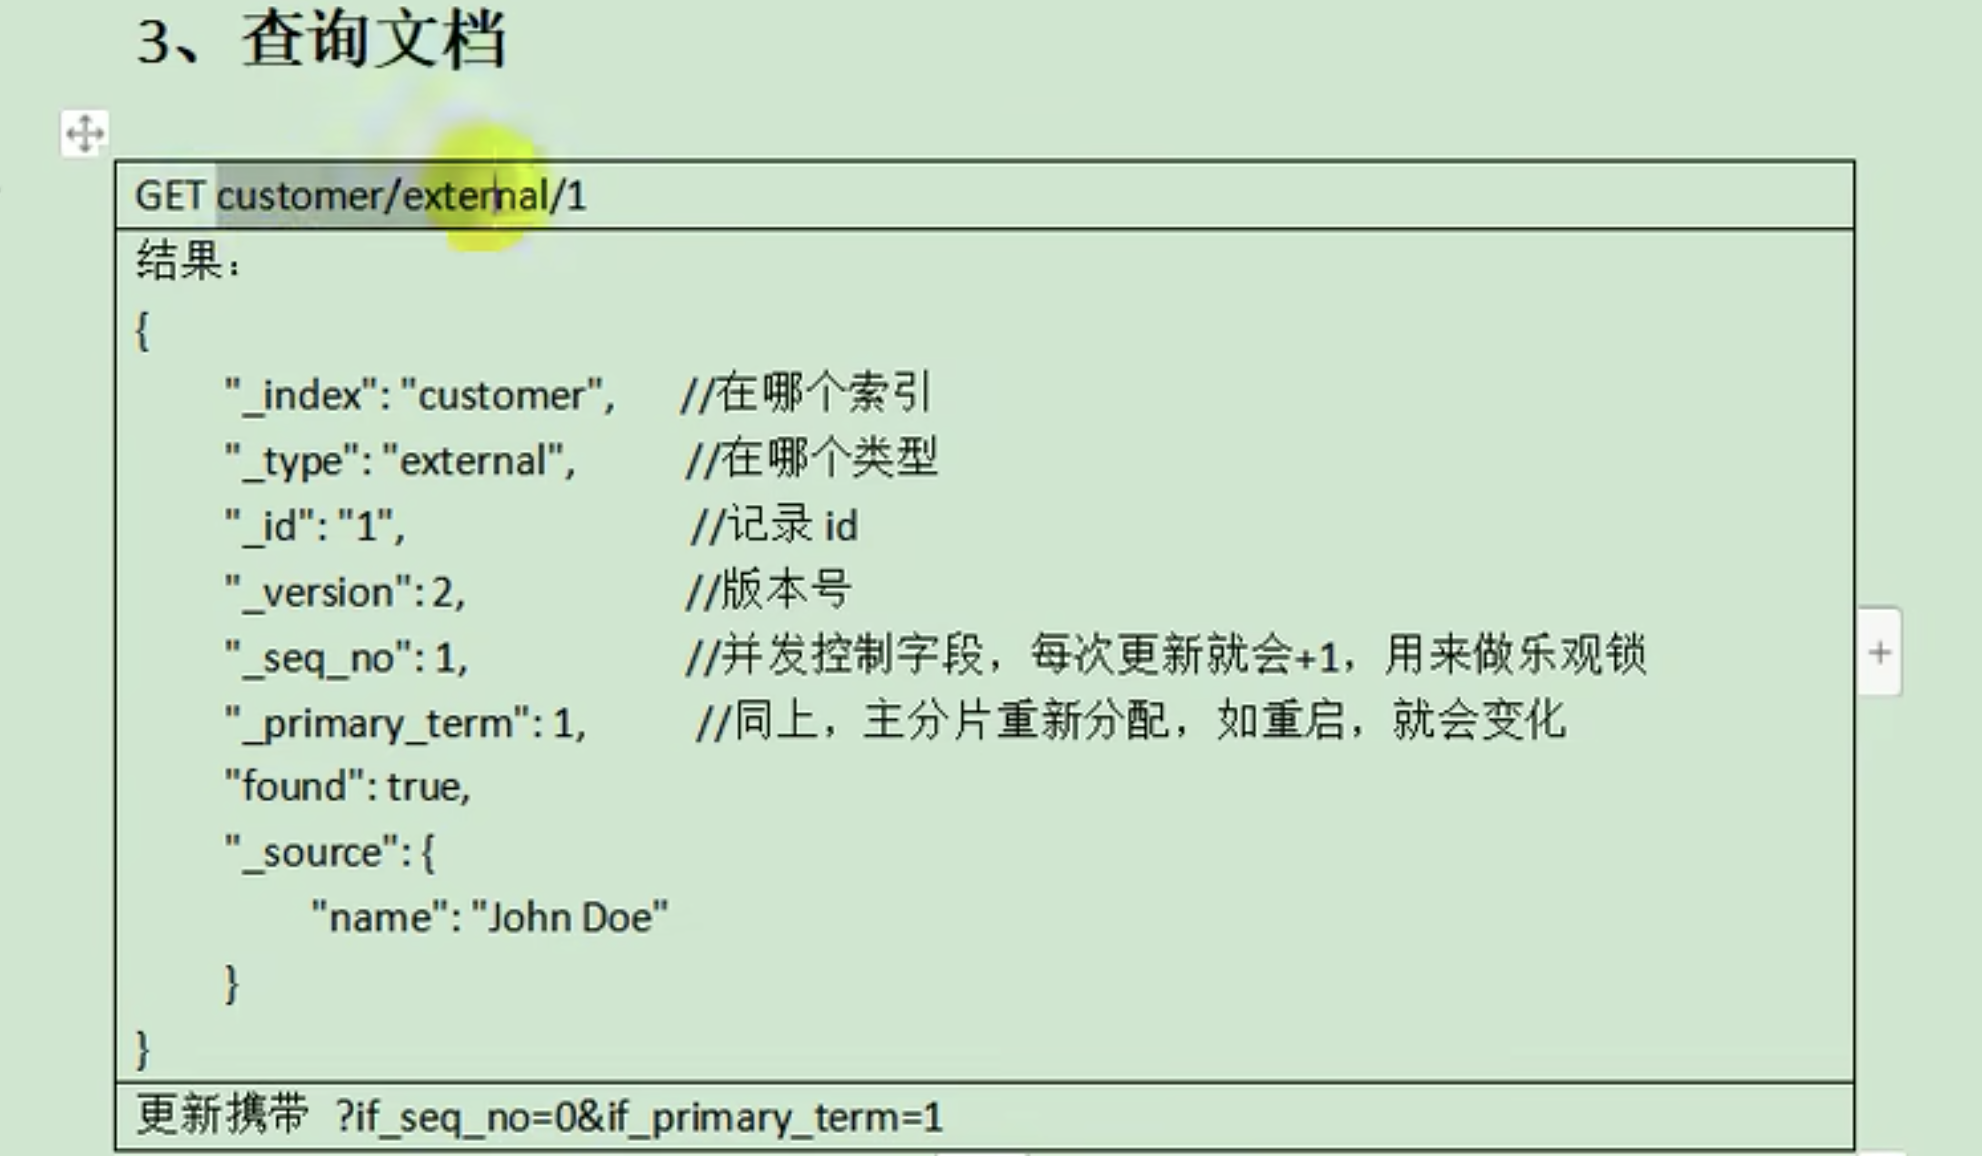 3、查询文档
GET customer/external/1
结果：
{
"_index": "customer", //在哪个索引
"_type": "external", //在哪个类型
"_id": "1", //记录 id
"_version": 2, //版本号
"_seq_no": 1, //并发控制字段，每次更新就会+1，用来做乐观锁
"_primary_term": 1, //同上，主分片重新分配，如重启，就会变化
"found": true,
"_source": {
"name": "John Doe"
}
}
更新携带 ?if_seq_no=0&if_primary_term=1